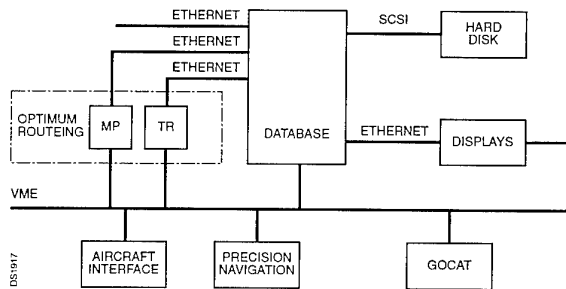 ETHERNET
ETHERNET
ETHERNET
SCSI
HARD
DISK
OPTIMUM
ROUTEING
MP
TR
DATABASE
ETHERNET
DISPLAYS
VME
AIRCRAFT
INTERFACE
PRECISION
NAVIGATION
GOCAT
DS1917